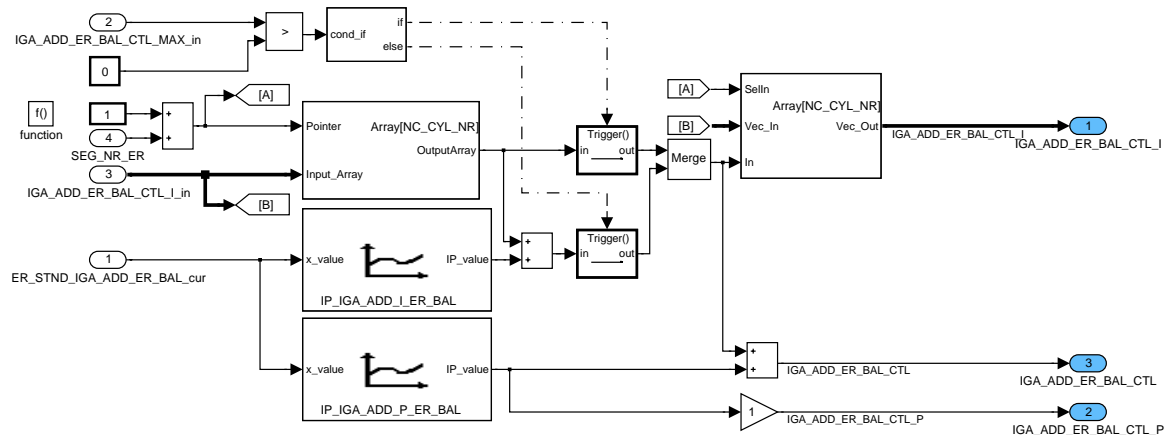 2
IGA_ADD_ER_BAL_CTL_MAX_in
0
>
cond_if
if
else
f()
function
1
+
+
4
SEG_NR_ER
[A]
3
IGA_ADD_ER_BAL_CTL_I_in
[B]
Pointer
Array[NC_CYL_NR]
OutputArray
Input_Array
Trigger()
in
out
Merge
[A]
[B]
SelIn
Array[NC_CYL_NR]
Vec_In
Vec_Out
In
IGA_ADD_ER_BAL_CTL_I
1
IGA_ADD_ER_BAL_CTL_I
1
ER_STND_IGA_ADD_ER_BAL_cur
x_value
IP_value
IP_IGA_ADD_I_ER_BAL
+
+
Trigger()
in
out
x_value
IP_value
IP_IGA_ADD_P_ER_BAL
+
+
IGA_ADD_ER_BAL_CTL
3
IGA_ADD_ER_BAL_CTL
1
IGA_ADD_ER_BAL_CTL_P
2
IGA_ADD_ER_BAL_CTL_P